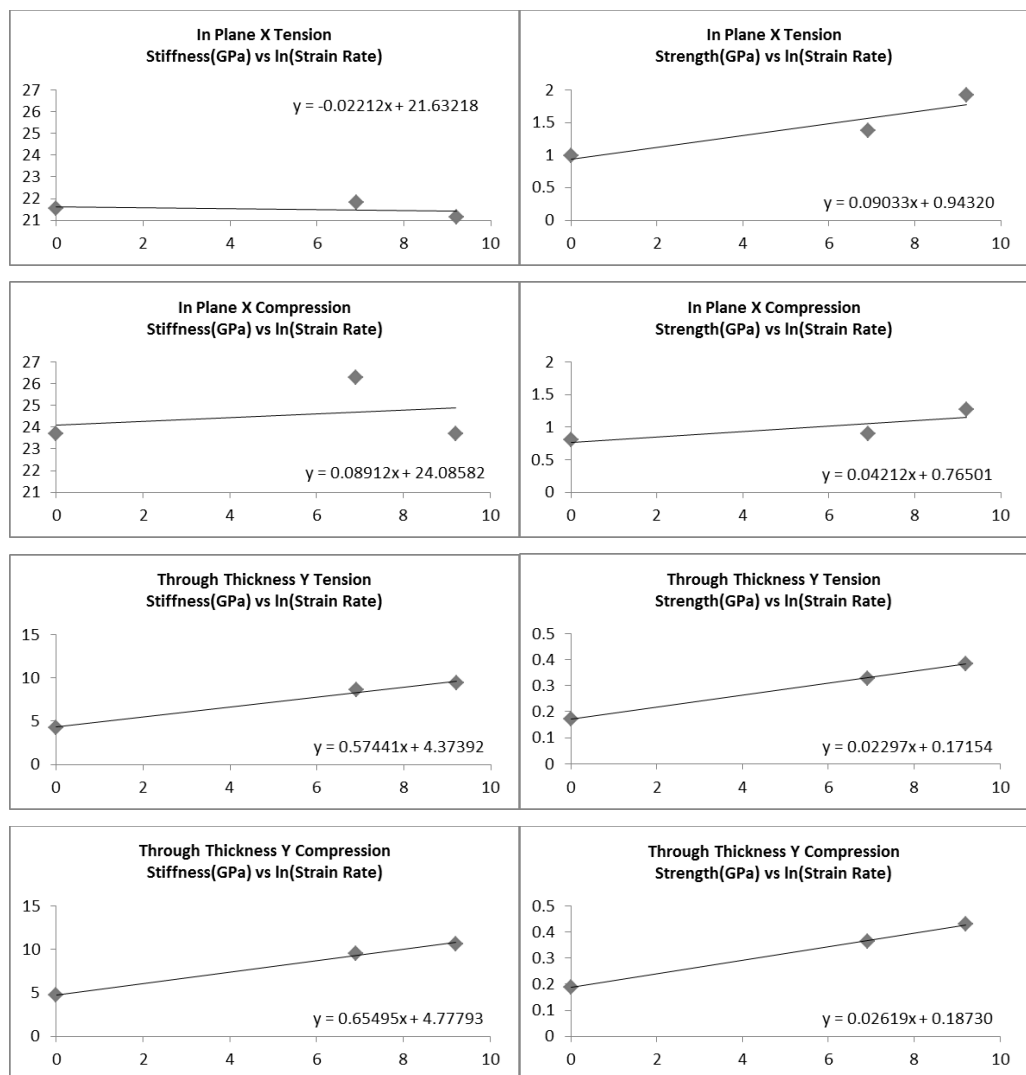 In Plane X Tension
Stiffness(GPa) vs ln(Strain Rate)
27
26
25
24
23
22
21
y = -0.02212x + 21.63218
0 2 4 6 8 10
In Plane X Tension
Strength(GPa) vs ln(Strain Rate)
2
1.5
1
0.5
0
y = 0.09033x + 0.94320
0 2 4 6 8 10
In Plane X Compression
Stiffness(GPa) vs ln(Strain Rate)
27
26
25
24
23
22
21
y = 0.08912x + 24.08582
0 2 4 6 8 10
In Plane X Compression
Strength(GPa) vs ln(Strain Rate)
2
1.5
1
0.5
0
y = 0.04212x + 0.76501
0 2 4 6 8 10
Through Thickness Y Tension
Stiffness(GPa) vs ln(Strain Rate)
15
10
5
0
y = 0.57441x + 4.37392
0 2 4 6 8 10
Through Thickness Y Tension
Strength(GPa) vs ln(Strain Rate)
0.5
0.4
0.3
0.2
0.1
0
y = 0.02297x + 0.17154
0 2 4 6 8 10
Through Thickness Y Compression
Stiffness(GPa) vs ln(Strain Rate)
15
10
5
0
y = 0.65495x + 4.77793
0 2 4 6 8 10
Through Thickness Y Compression
Strength(GPa) vs ln(Strain Rate)
0.5
0.4
0.3
0.2
0.1
0
y = 0.02619x + 0.18730
0 2 4 6 8 10